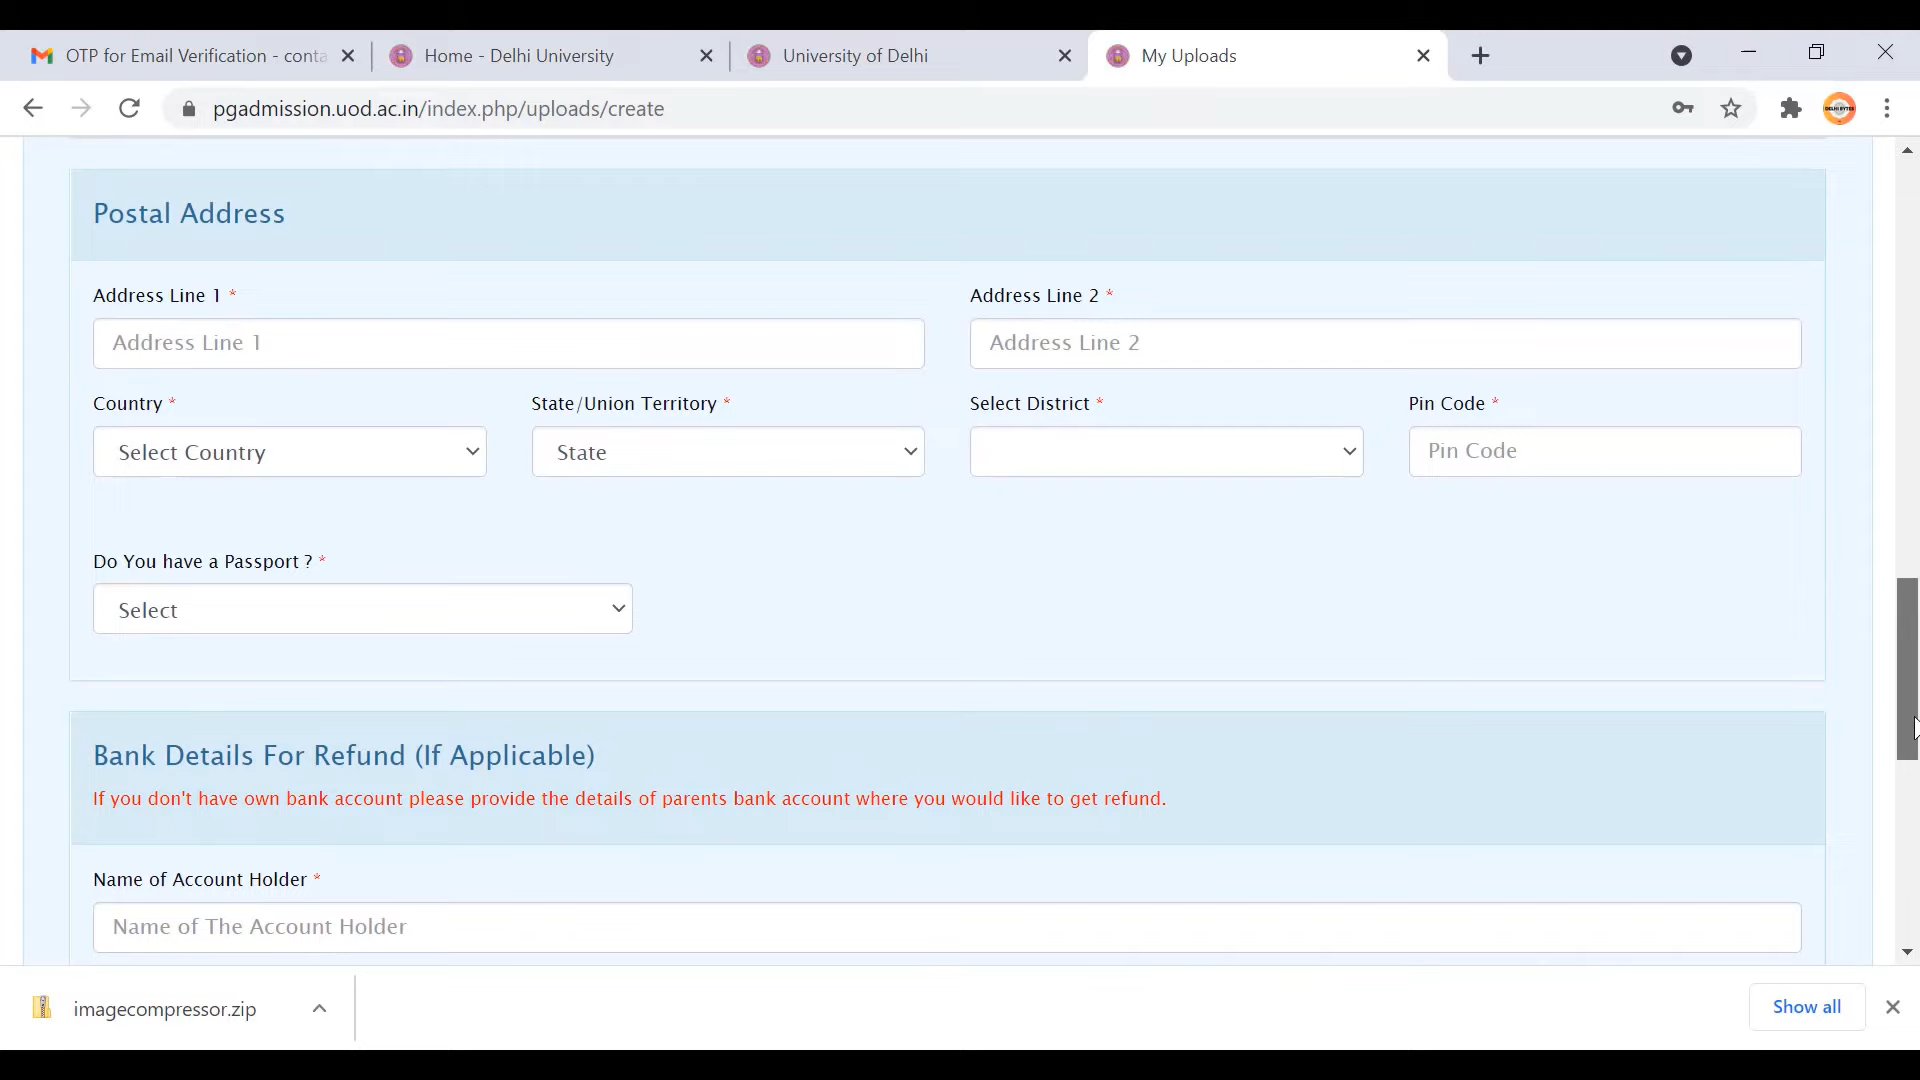 OTP for Email Verification - conta
Home - Delhi University
University of Delhi
My Uploads
pgadmission.uod.ac.in/index.php/uploads/create
Postal Address
Address Line 1 *
Address Line 2 *
Address Line 1
Address Line 2
Country *
State/Union Territory *
Select District *
Pin Code *
Select Country
State
Pin Code
Do You have a Passport ? *
Select
Bank Details For Refund (If Applicable)
If you don't have own bank account please provide the details of parents bank account where you would like to get refund.
Name of Account Holder *
Name of The Account Holder
imagecompressor.zip
Show all